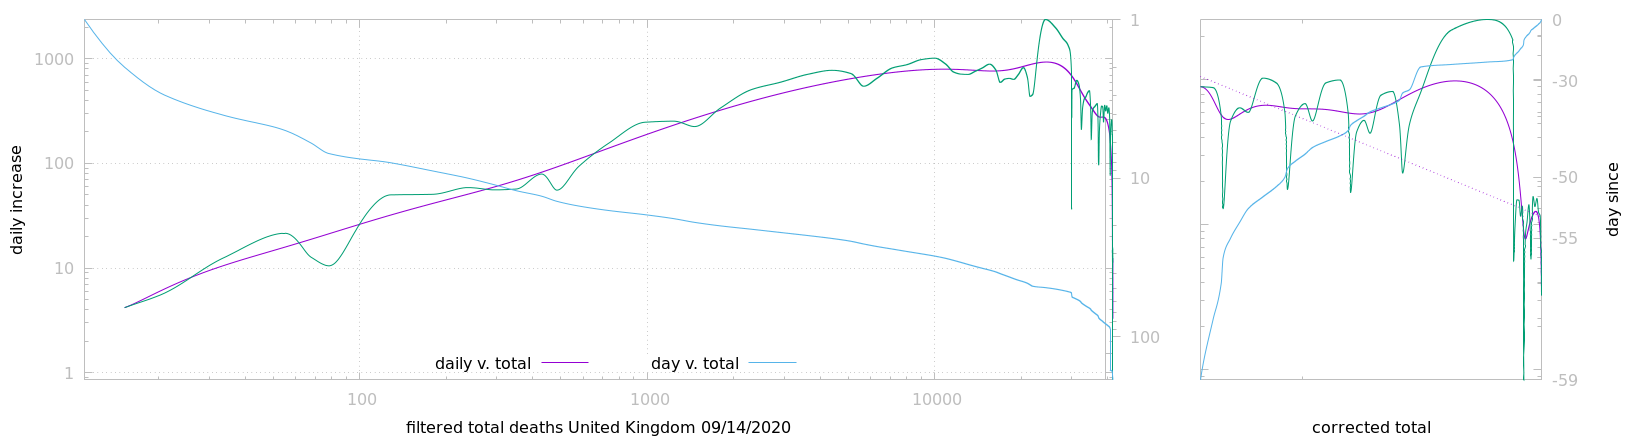 daily increase
1000
100
10
1
100
1000
10000
1
10
100
daily v. total
day v. total
filtered total deaths United Kingdom 09/14/2020
0
-30
-50
-55
-59
day since
corrected total